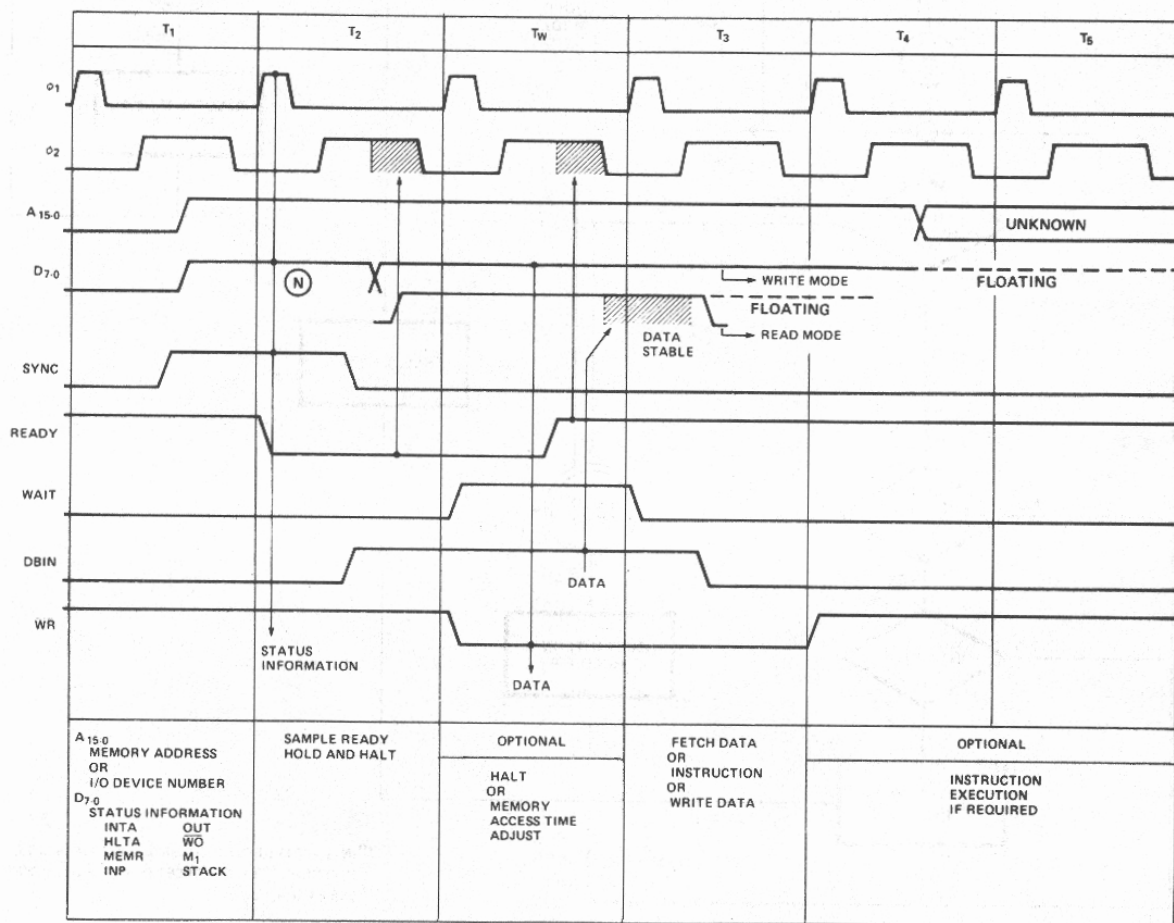 T1 T2 TW T3 T4 T5
φ1
φ2
A15-0
UNKNOWN
D7-0
N
WRITE MODE
FLOATING
FLOATING
DATA
STABLE
READ MODE
SYNC
READY
WAIT
DBIN
DATA
WR
STATUS
INFORMATION
DATA
A15-0
MEMORY ADDRESS
OR
I/O DEVICE NUMBER
D7-0
STATUS INFORMATION
INTA OUT
HLTA W̅O̅
MEMR M1
INP STACK
SAMPLE READY
HOLD AND HALT
OPTIONAL
HALT
OR
MEMORY
ACCESS TIME
ADJUST
FETCH DATA
OR
INSTRUCTION
OR
WRITE DATA
OPTIONAL
INSTRUCTION
EXECUTION
IF REQUIRED